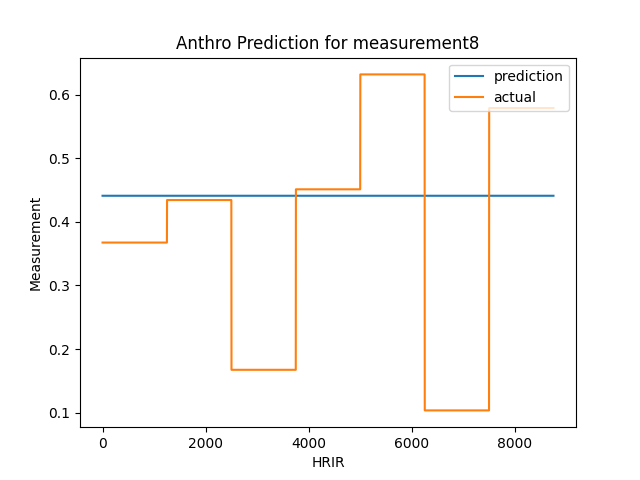 Anthro Prediction for measurement8
prediction
actual
0.6
0.5
0.4
0.3
0.2
0.1
Measurement
0
2000
4000
6000
8000
HRIR